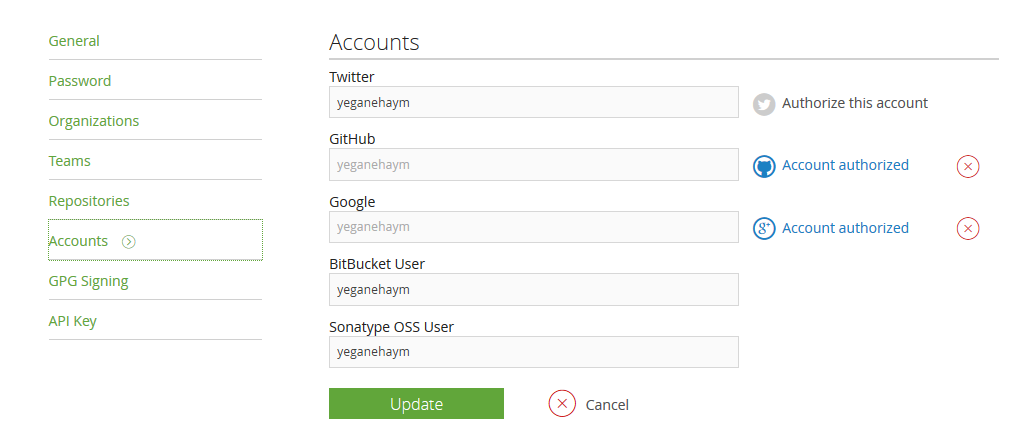 General
Password
Organizations
Teams
Repositories
Accounts
GPG Signing
API Key
Accounts
Twitter
yeganehaym
Authorize this account
GitHub
yeganehaym
Account authorized
Google
yeganehaym
Account authorized
BitBucket User
yeganehaym
Sonatype OSS User
yeganehaym
Update
Cancel